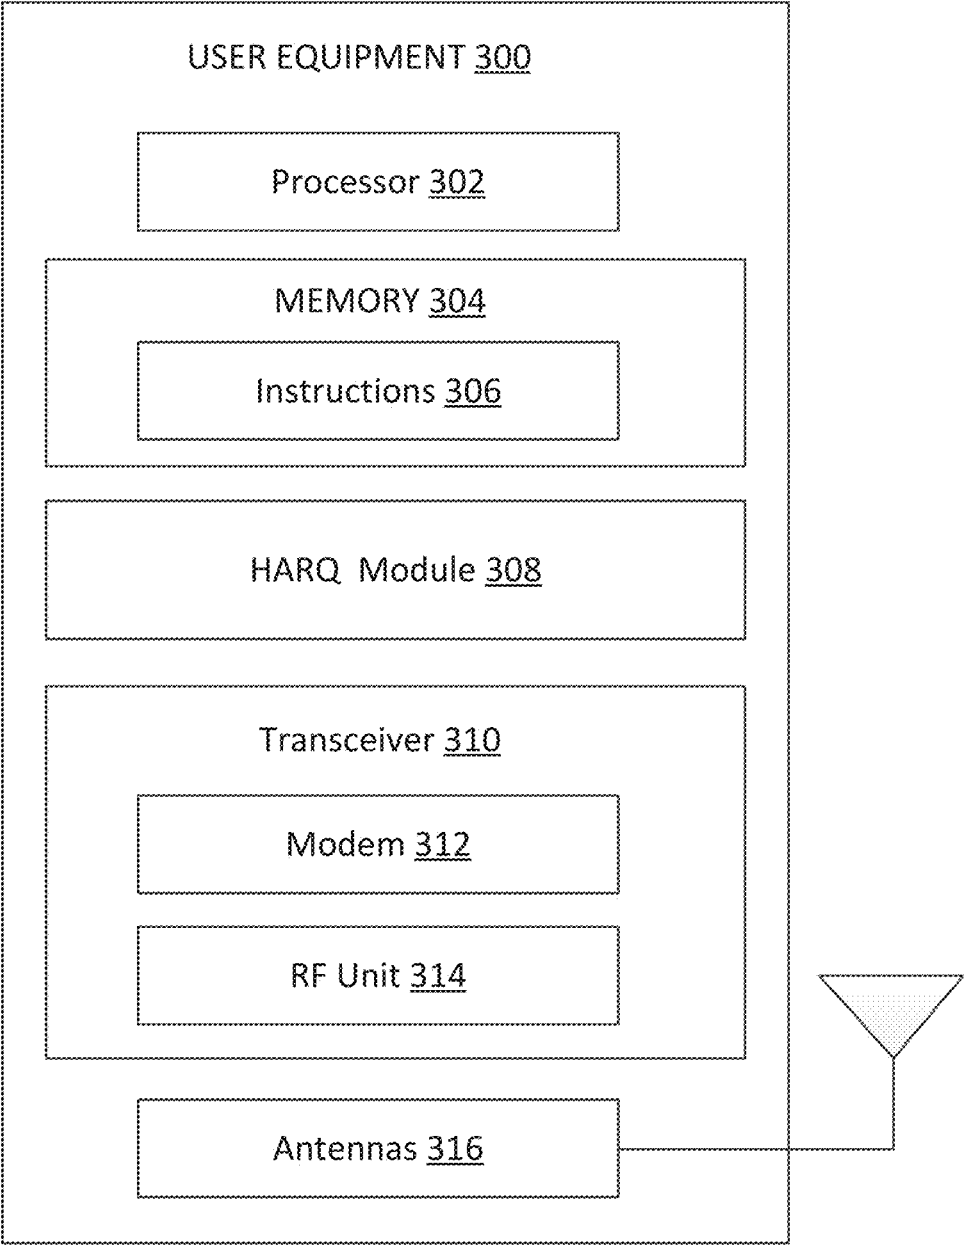 USER EQUIPMENT 300
Processor 302
MEMORY 304
Instructions 306
HARQ Module 308
Transceiver 310
Modem 312
RF Unit 314
Antennas 316